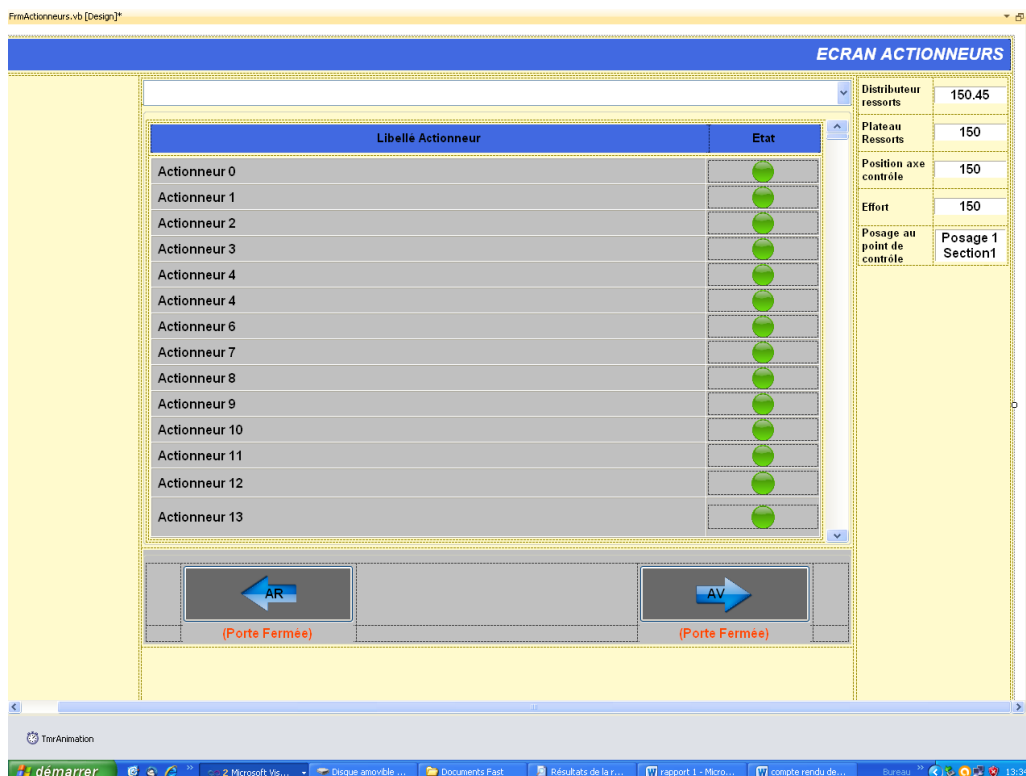 FrmActionneurs.vb [Design]*
ECRAN ACTIONNEURS
Libellé Actionneur
Etat
Actionneur 0
Actionneur 1
Actionneur 2
Actionneur 3
Actionneur 4
Actionneur 4
Actionneur 6
Actionneur 7
Actionneur 8
Actionneur 9
Actionneur 10
Actionneur 11
Actionneur 12
Actionneur 13
Distributeur
ressorts
150.45
Plateau
Ressorts
150
Position axe
contróle
150
Effort
150
Posage au
point de
contróle
Posage 1
Section1
AR
(Porte Fermée)
AV
(Porte Fermée)
TmrAnimation
démarrer
2 Microsoft Vis...
Disque amovible ...
Documents Fast
Résultats de la r...
rapport 1 - Micro...
compte rendu de...
Bureau